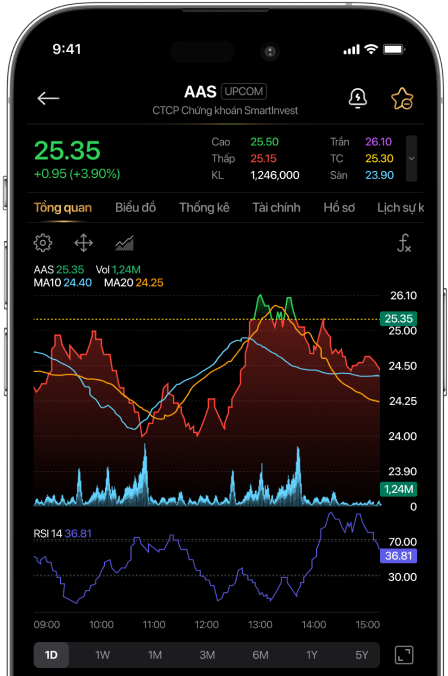 9:41
AAS UPCOM
CTCP Chứng khoán SmartInvest
25.35
+0.95 (+3.90%)
Cao 25.50 Trần 26.10
Thấp 25.15 TC 25.30
KL 1,246,000 Sàn 23.90
Tổng quan Biểu đồ Thống kê Tài chính Hồ sơ Lịch sự k
AAS 25.35 Vol 1,24M
MA10 24.40 MA20 24.25
26.10
25.35
25.00
24.50
24.25
24.00
23.90
1,24M
0
RSI 14 36.81
70.00
36.81
30.00
09:00 10:00 11:00 12:00 13:00 14:00 15:00
1D 1W 1M 3M 6M 1Y 5Y